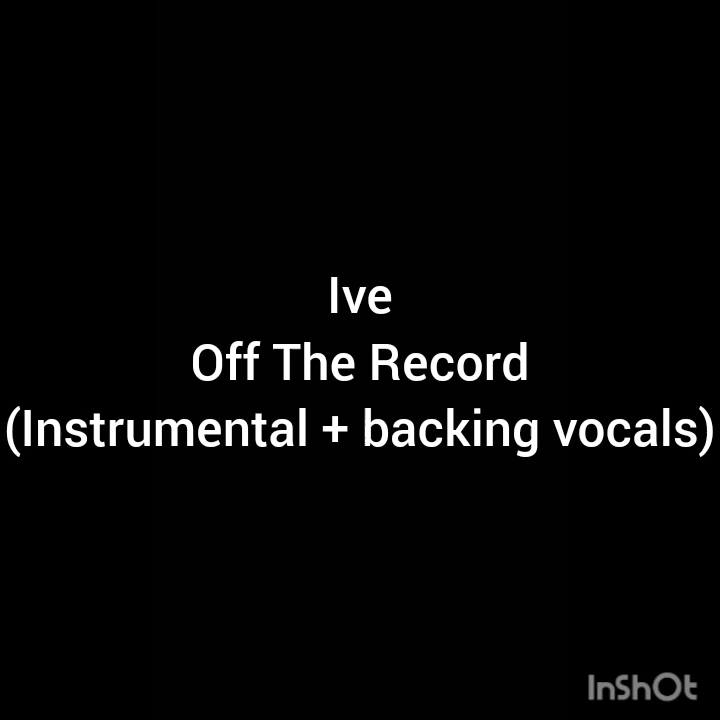 Ive
Off The Record
(Instrumental + backing vocals)
InShOt